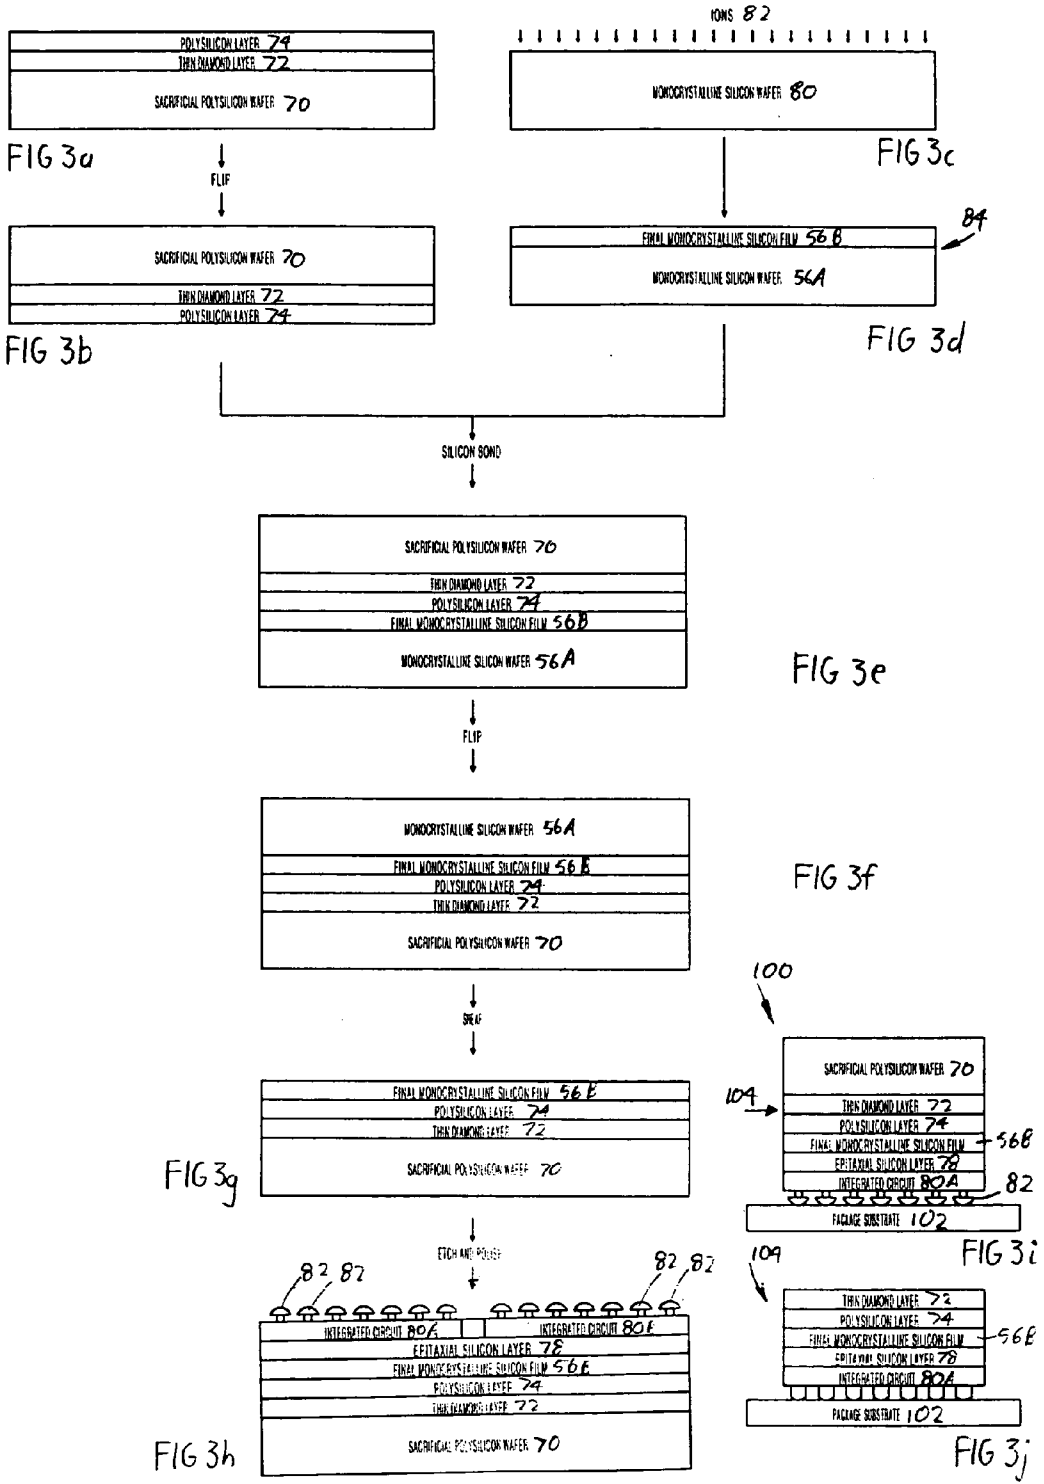 POLYSILICON LAYER 74
THIN DIAMOND LAYER 72
SACRIFICIAL POLYSILICON WAFER 70
FIG 3a
IONS 82
MONOCRYSTALLINE SILICON WAFER 80
FIG 3c
FLIP
SACRIFICIAL POLYSILICON WAFER 70
THIN DIAMOND LAYER 72
POLYSILICON LAYER 74
FIG 3b
84
FINAL MONOCRYSTALLINE SILICON FILM 56B
MONOCRYSTALLINE SILICON WAFER 56A
FIG 3d
SILICON BOND
SACRIFICIAL POLYSILICON WAFER 70
THIN DIAMOND LAYER 72
POLYSILICON LAYER 74
FINAL MONOCRYSTALLINE SILICON FILM 56B
MONOCRYSTALLINE SILICON WAFER 56A
FIG 3e
FLIP
MONOCRYSTALLINE SILICON WAFER 56A
FINAL MONOCRYSTALLINE SILICON FILM 56B
POLYSILICON LAYER 74
THIN DIAMOND LAYER 72
SACRIFICIAL POLYSILICON WAFER 70
FIG 3f
SHEAR
FINAL MONOCRYSTALLINE SILICON FILM 56B
POLYSILICON LAYER 74
THIN DIAMOND LAYER 72
SACRIFICIAL POLYSILICON WAFER 70
FIG 3g
ETCH AND POLISH
82 82 82 82
INTEGRATED CIRCUIT 80A INTEGRATED CIRCUIT 80A
EPITAXIAL SILICON LAYER 78
FINAL MONOCRYSTALLINE SILICON FILM 56B
POLYSILICON LAYER 74
THIN DIAMOND LAYER 72
SACRIFICIAL POLYSILICON WAFER 70
FIG 3h
100
SACRIFICIAL POLYSILICON WAFER 70
104
THIN DIAMOND LAYER 72
POLYSILICON LAYER 74
FINAL MONOCRYSTALLINE SILICON FILM 56B
EPITAXIAL SILICON LAYER 78
INTEGRATED CIRCUIT 80A
82
PACKAGE SUBSTRATE 102
FIG 3i
104
THIN DIAMOND LAYER 72
POLYSILICON LAYER 74
FINAL MONOCRYSTALLINE SILICON FILM 56B
EPITAXIAL SILICON LAYER 78
INTEGRATED CIRCUIT 80A
PACKAGE SUBSTRATE 102
FIG 3j